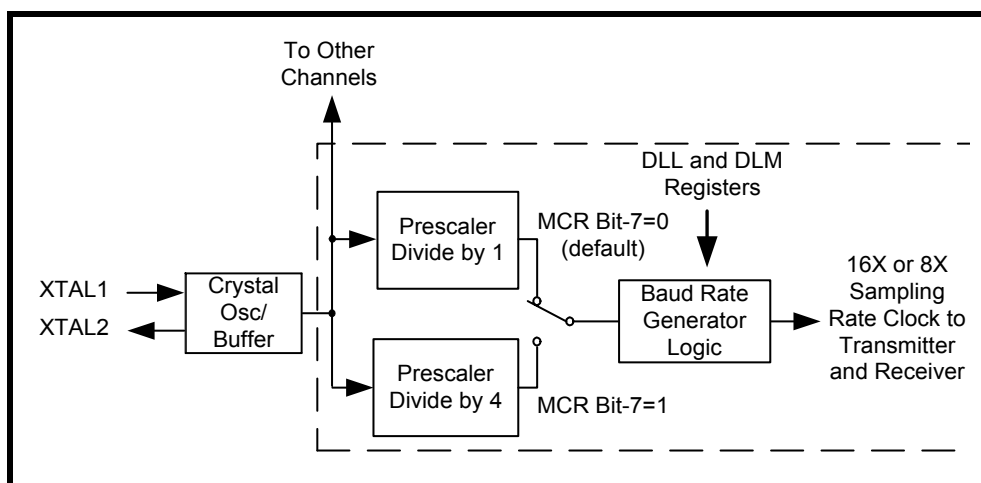 To Other
Channels
DLL and DLM
Registers
Prescaler
Divide by 1
MCR Bit-7=0
(default)
XTAL1
XTAL2
Crystal
Osc/
Buffer
Baud Rate
Generator
Logic
16X or 8X
Sampling
Rate Clock to
Transmitter
and Receiver
Prescaler
Divide by 4
MCR Bit-7=1